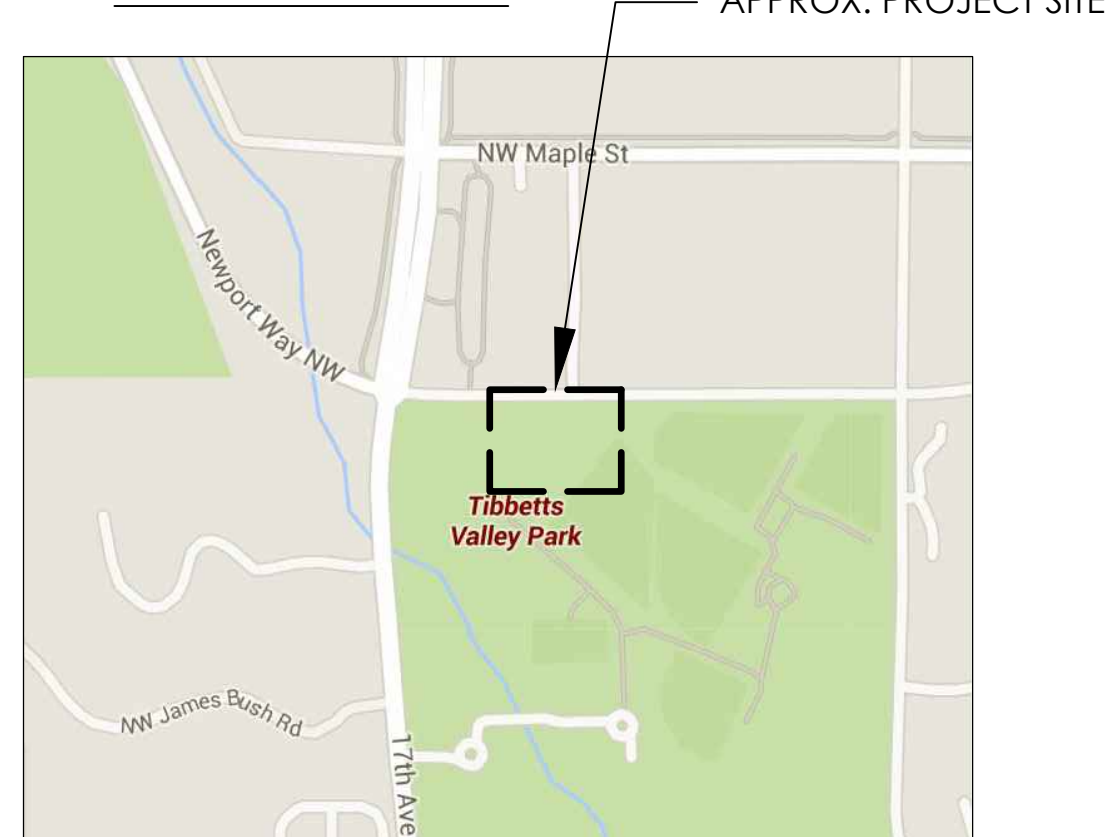 APPROX. PROJECT SITE
NW Maple St
Newport Way NW
Tibbetts
Valley Park
NW James Bush Rd
17th Ave